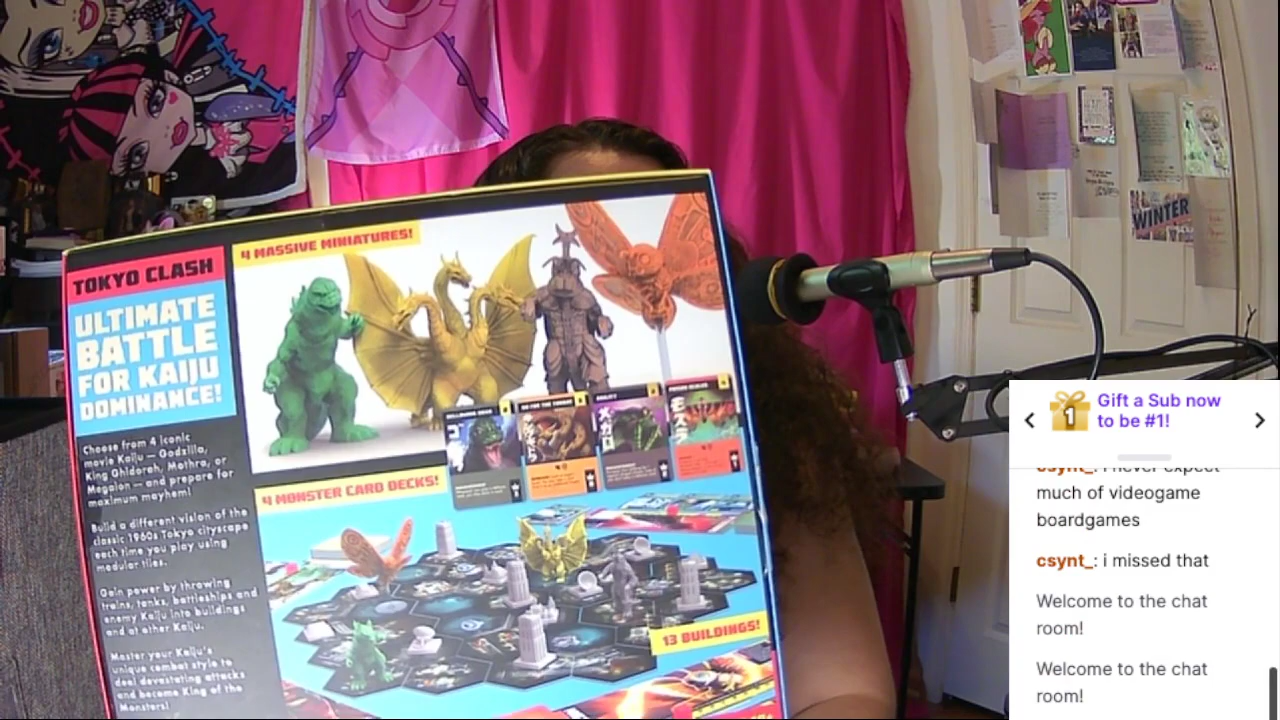 TOKYO CLASH
ULTIMATE
BATTLE
FOR KAIJU
DOMINANCE!
Choose from 4 iconic
movie Kaiju — Godzilla,
King Ghidorah, Mothra, or
Megalon — and prepare for
maximum mayhem!
Build a different vision of the
classic 1960s Tokyo cityscape
each time you play using
modular tiles.
Gain power by throwing
trains, tanks, battleships and
enemy Kaiju into buildings
and at other Kaiju.
Master your Kaiju's
unique combat style to
deal devastating attacks
and become King of the
Monsters!
4 MASSIVE MINIATURES!
4 MONSTER CARD DECKS!
13 BUILDINGS!
WINTER
Gift a Sub now
to be #1!
1
csynt_: i never expect
much of videogame
boardgames
csynt_: i missed that
Welcome to the chat
room!
Welcome to the chat
room!